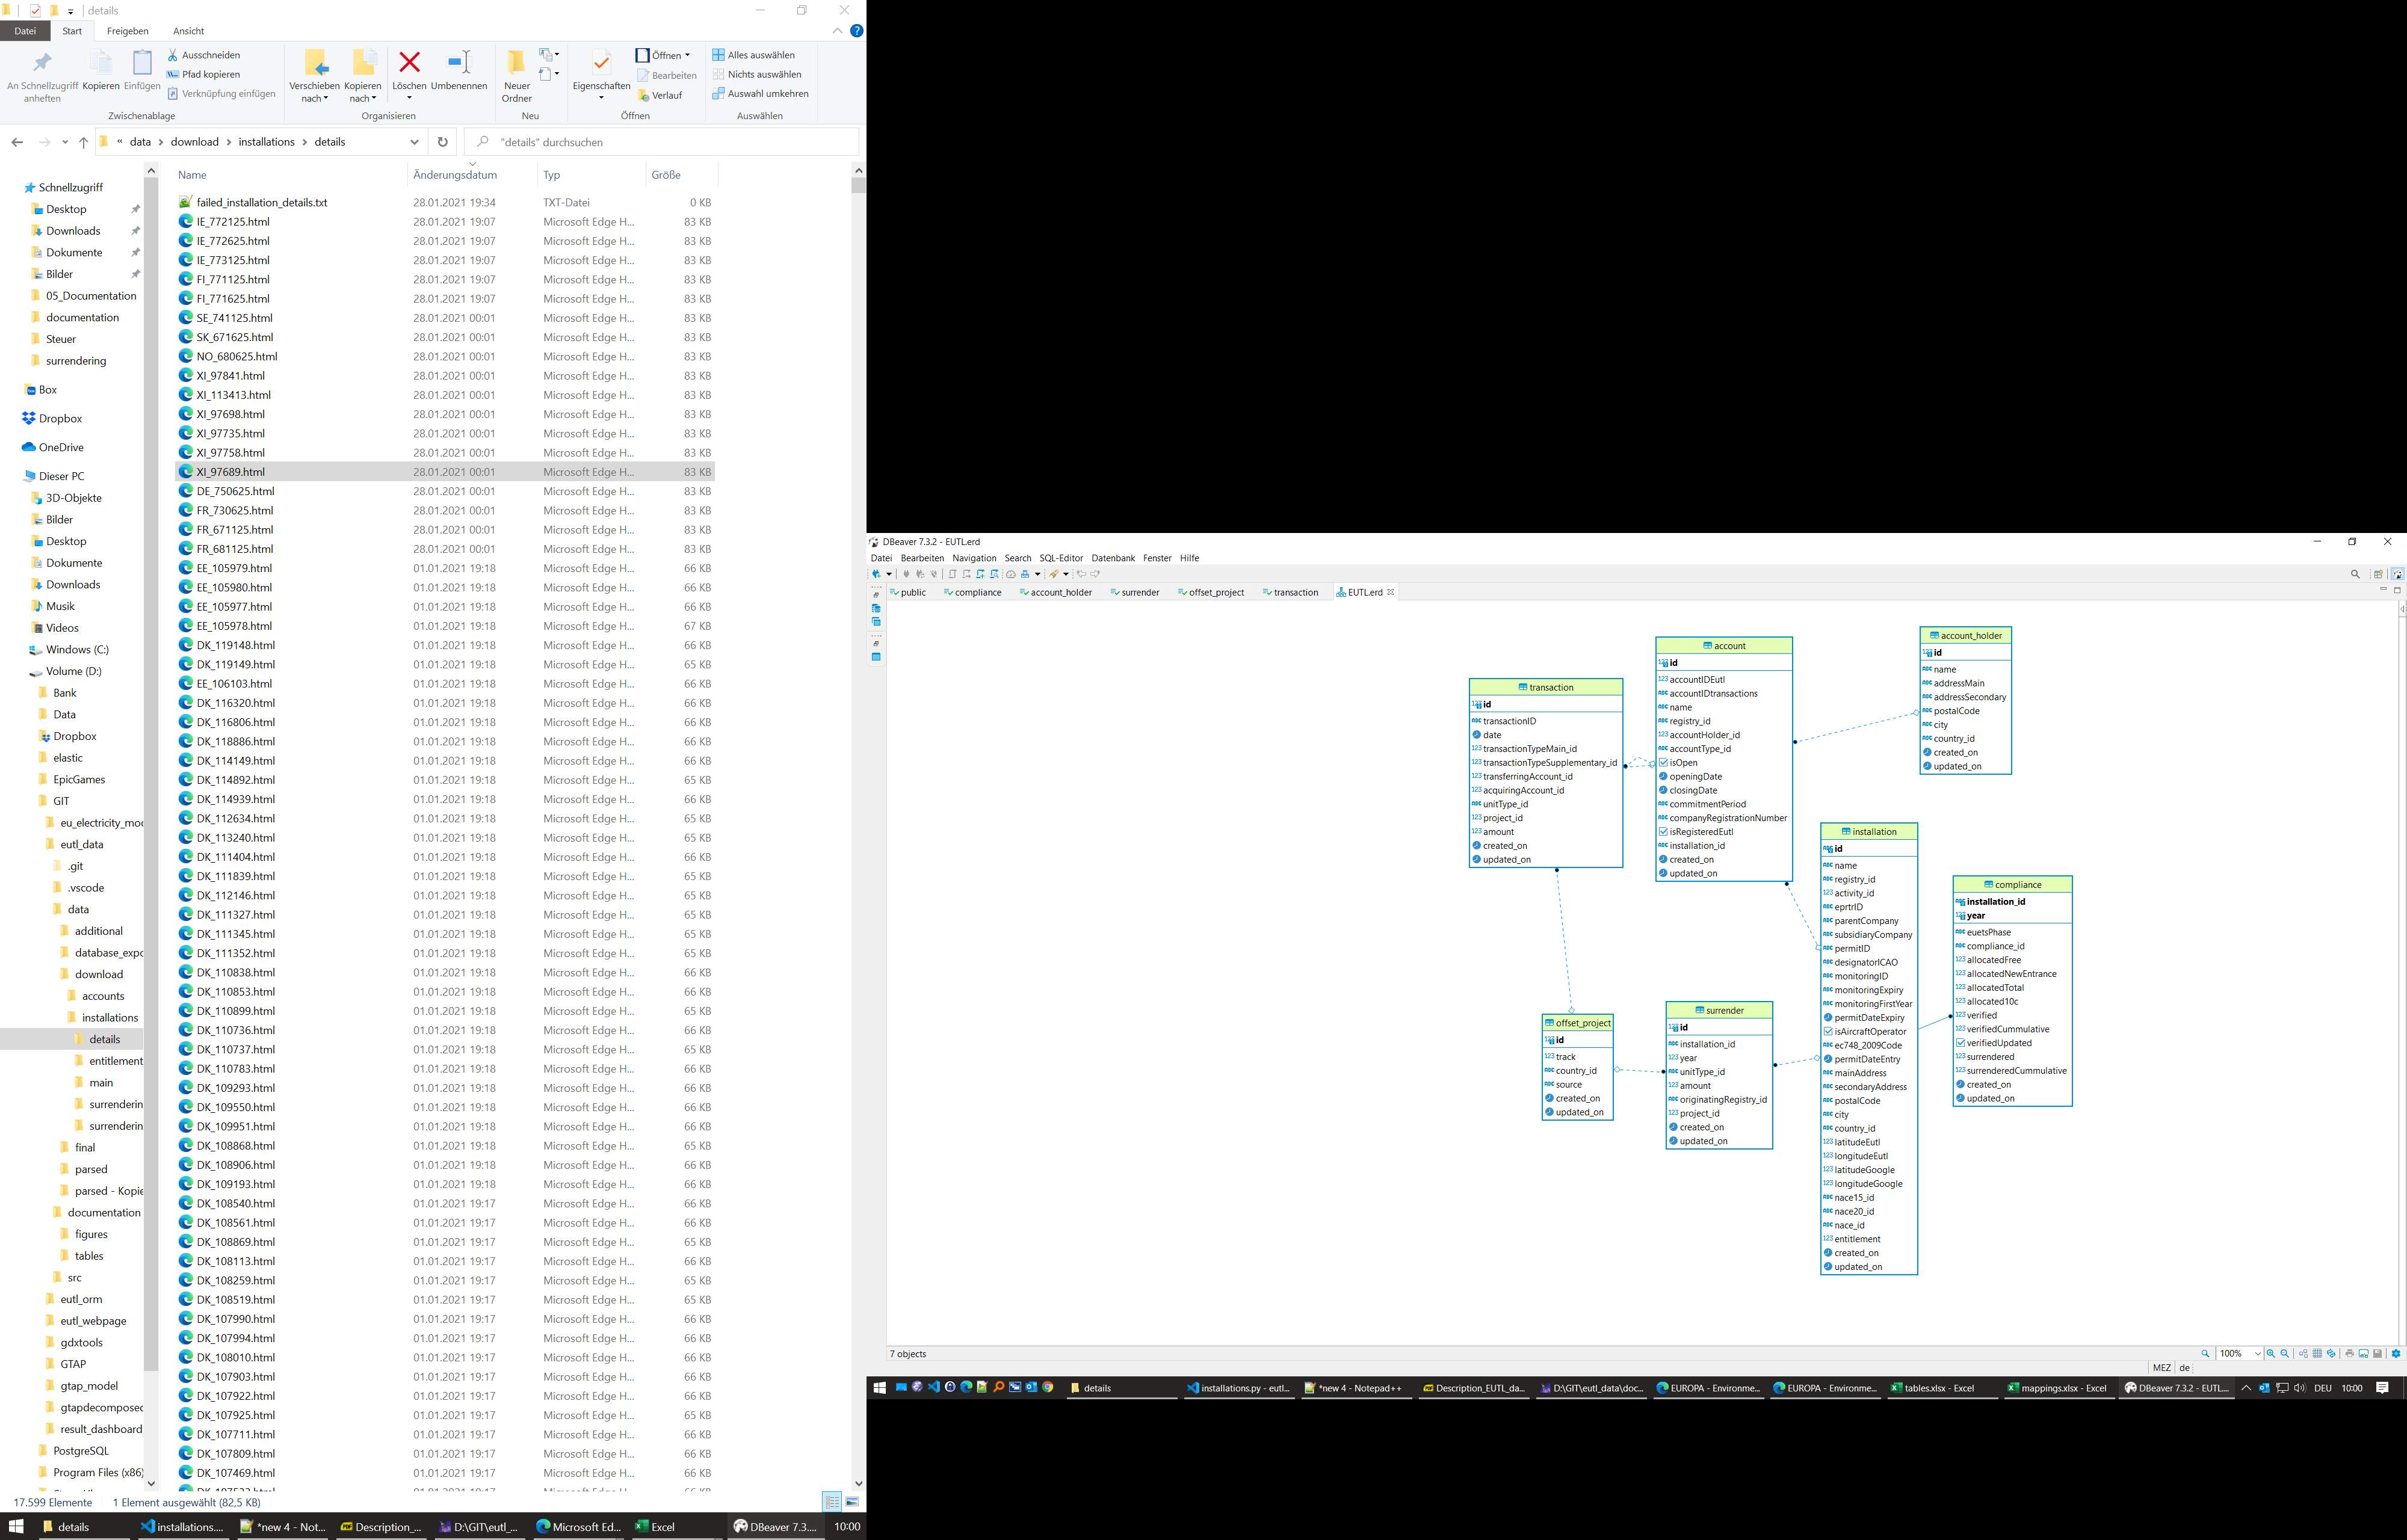 details
Datei Start Freigeben Ansicht
An Schnellzugriff anheften
Kopieren
Einfügen
Ausschneiden
Pfad kopieren
Verknüpfung einfügen
Zwischenablage
Verschieben nach
Kopieren nach
Löschen
Umbenennen
Organisieren
Neuer Ordner
Neu
Eigenschaften
Öffnen
Bearbeiten
Verlauf
Öffnen
Alles auswählen
Nichts auswählen
Auswahl umkehren
Auswählen
« data > download > installations > details
"details" durchsuchen
Schnellzugriff
Desktop
Downloads
Dokumente
Bilder
05_Documentation
documentation
Steuer
surrendering
Box
Dropbox
OneDrive
Dieser PC
3D-Objekte
Bilder
Desktop
Dokumente
Downloads
Musik
Videos
Windows (C:)
Volume (D:)
Bank
Data
Dropbox
elastic
EpicGames
GIT
eu_electricity_mod
eutl_data
.git
.vscode
data
additional
database_expo
download
accounts
installations
details
entitlement
main
surrenderin
surrenderin
final
parsed
parsed - Kopie
documentation
figures
tables
src
eutl_orm
eutl_webpage
gdxtools
GTAP
gtap_model
gtapdecomposed
result_dashboard
PostgreSQL
Program Files (x86)
Name Änderungsdatum Typ Größe
failed_installation_details.txt 28.01.2021 19:34 TXT-Datei 0 KB
IE_772125.html 28.01.2021 19:07 Microsoft Edge H... 83 KB
IE_772625.html 28.01.2021 19:07 Microsoft Edge H... 83 KB
IE_773125.html 28.01.2021 19:07 Microsoft Edge H... 83 KB
FI_771125.html 28.01.2021 19:07 Microsoft Edge H... 83 KB
FI_771625.html 28.01.2021 19:07 Microsoft Edge H... 83 KB
SE_741125.html 28.01.2021 00:01 Microsoft Edge H... 83 KB
SK_671625.html 28.01.2021 00:01 Microsoft Edge H... 83 KB
NO_680625.html 28.01.2021 00:01 Microsoft Edge H... 83 KB
XI_97841.html 28.01.2021 00:01 Microsoft Edge H... 83 KB
XI_113413.html 28.01.2021 00:01 Microsoft Edge H... 83 KB
XI_97698.html 28.01.2021 00:01 Microsoft Edge H... 83 KB
XI_97735.html 28.01.2021 00:01 Microsoft Edge H... 83 KB
XI_97758.html 28.01.2021 00:01 Microsoft Edge H... 83 KB
XI_97689.html 28.01.2021 00:01 Microsoft Edge H... 83 KB
DE_750625.html 28.01.2021 00:01 Microsoft Edge H... 83 KB
FR_730625.html 28.01.2021 00:01 Microsoft Edge H... 83 KB
FR_671125.html 28.01.2021 00:01 Microsoft Edge H... 83 KB
FR_681125.html 28.01.2021 00:01 Microsoft Edge H... 83 KB
EE_105979.html 01.01.2021 19:18 Microsoft Edge H... 66 KB
EE_105980.html 01.01.2021 19:18 Microsoft Edge H... 66 KB
EE_105977.html 01.01.2021 19:18 Microsoft Edge H... 66 KB
EE_105978.html 01.01.2021 19:18 Microsoft Edge H... 67 KB
DK_119148.html 01.01.2021 19:18 Microsoft Edge H... 66 KB
DK_119149.html 01.01.2021 19:18 Microsoft Edge H... 65 KB
EE_106103.html 01.01.2021 19:18 Microsoft Edge H... 66 KB
DK_116320.html 01.01.2021 19:18 Microsoft Edge H... 66 KB
DK_116806.html 01.01.2021 19:18 Microsoft Edge H... 66 KB
DK_118886.html 01.01.2021 19:18 Microsoft Edge H... 66 KB
DK_114149.html 01.01.2021 19:18 Microsoft Edge H... 66 KB
DK_114892.html 01.01.2021 19:18 Microsoft Edge H... 65 KB
DK_114939.html 01.01.2021 19:18 Microsoft Edge H... 66 KB
DK_112634.html 01.01.2021 19:18 Microsoft Edge H... 65 KB
DK_113240.html 01.01.2021 19:18 Microsoft Edge H... 65 KB
DK_111404.html 01.01.2021 19:18 Microsoft Edge H... 66 KB
DK_111839.html 01.01.2021 19:18 Microsoft Edge H... 65 KB
DK_112146.html 01.01.2021 19:18 Microsoft Edge H... 65 KB
DK_111327.html 01.01.2021 19:18 Microsoft Edge H... 65 KB
DK_111345.html 01.01.2021 19:18 Microsoft Edge H... 65 KB
DK_111352.html 01.01.2021 19:18 Microsoft Edge H... 65 KB
DK_110838.html 01.01.2021 19:18 Microsoft Edge H... 66 KB
DK_110853.html 01.01.2021 19:18 Microsoft Edge H... 66 KB
DK_110899.html 01.01.2021 19:18 Microsoft Edge H... 65 KB
DK_110736.html 01.01.2021 19:18 Microsoft Edge H... 66 KB
DK_110737.html 01.01.2021 19:18 Microsoft Edge H... 65 KB
DK_110783.html 01.01.2021 19:18 Microsoft Edge H... 66 KB
DK_109293.html 01.01.2021 19:18 Microsoft Edge H... 66 KB
DK_109550.html 01.01.2021 19:18 Microsoft Edge H... 66 KB
DK_109951.html 01.01.2021 19:18 Microsoft Edge H... 66 KB
DK_108868.html 01.01.2021 19:18 Microsoft Edge H... 65 KB
DK_108906.html 01.01.2021 19:18 Microsoft Edge H... 66 KB
DK_109193.html 01.01.2021 19:18 Microsoft Edge H... 66 KB
DK_108540.html 01.01.2021 19:17 Microsoft Edge H... 66 KB
DK_108561.html 01.01.2021 19:17 Microsoft Edge H... 66 KB
DK_108869.html 01.01.2021 19:17 Microsoft Edge H... 65 KB
DK_108113.html 01.01.2021 19:17 Microsoft Edge H... 66 KB
DK_108259.html 01.01.2021 19:17 Microsoft Edge H... 65 KB
DK_108519.html 01.01.2021 19:17 Microsoft Edge H... 65 KB
DK_107990.html 01.01.2021 19:17 Microsoft Edge H... 66 KB
DK_107994.html 01.01.2021 19:17 Microsoft Edge H... 66 KB
DK_108010.html 01.01.2021 19:17 Microsoft Edge H... 66 KB
DK_107903.html 01.01.2021 19:17 Microsoft Edge H... 66 KB
DK_107922.html 01.01.2021 19:17 Microsoft Edge H... 66 KB
DK_107925.html 01.01.2021 19:17 Microsoft Edge H... 65 KB
DK_107711.html 01.01.2021 19:17 Microsoft Edge H... 66 KB
DK_107809.html 01.01.2021 19:17 Microsoft Edge H... 66 KB
DK_107469.html 01.01.2021 19:17 Microsoft Edge H... 66 KB
17.599 Elemente 1 Element ausgewählt (82,5 KB)
details installations.... *new 4 - Not... Description_... D:\GIT\eutl_... Microsoft Ed... Excel DBeaver 7.3.... 10:00
DBeaver 7.3.2 - EUTL.erd
Datei Bearbeiten Navigation Search SQL-Editor Datenbank Fenster Hilfe
public compliance account_holder surrender offset_project transaction EUTL.erd
transaction
id
transactionID
date
transactionTypeMain_id
transactionTypeSupplementary_id
transferringAccount_id
acquiringAccount_id
unitType_id
project_id
amount
created_on
updated_on
account
id
accountIDEutl
accountIDtransactions
name
registry_id
accountHolder_id
accountType_id
isOpen
openingDate
closingDate
commitmentPeriod
companyRegistrationNumber
isRegisteredEutl
installation_id
created_on
updated_on
account_holder
id
name
addressMain
addressSecondary
postalCode
city
country_id
created_on
updated_on
installation
id
name
registry_id
activity_id
eprtrID
parentCompany
subsidiaryCompany
permitID
designatorICAO
monitoringID
monitoringExpiry
monitoringFirstYear
permitDateExpiry
isAircraftOperator
ec748_2009Code
permitDateEntry
mainAddress
secondaryAddress
postalCode
city
country_id
latitudeEutl
longitudeEutl
latitudeGoogle
longitudeGoogle
nace15_id
nace20_id
nace_id
entitlement
created_on
updated_on
compliance
installation_id
year
euetsPhase
compliance_id
allocatedFree
allocatedNewEntrance
allocatedTotal
allocated10c
verified
verifiedCummulative
verifiedUpdated
surrendered
surrenderedCummulative
created_on
updated_on
offset_project
id
track
country_id
source
created_on
updated_on
surrender
id
installation_id
year
unitType_id
amount
originatingRegistry_id
project_id
created_on
updated_on
7 objects 100%
MEZ de
details installations.py - eutl... *new 4 - Notepad++ Description_EUTL_da... D:\GIT\eutl_data\doc... EUROPA - Environme... EUROPA - Environme... tables.xlsx - Excel mappings.xlsx - Excel DBeaver 7.3.2 - EUTL... DEU 10:00